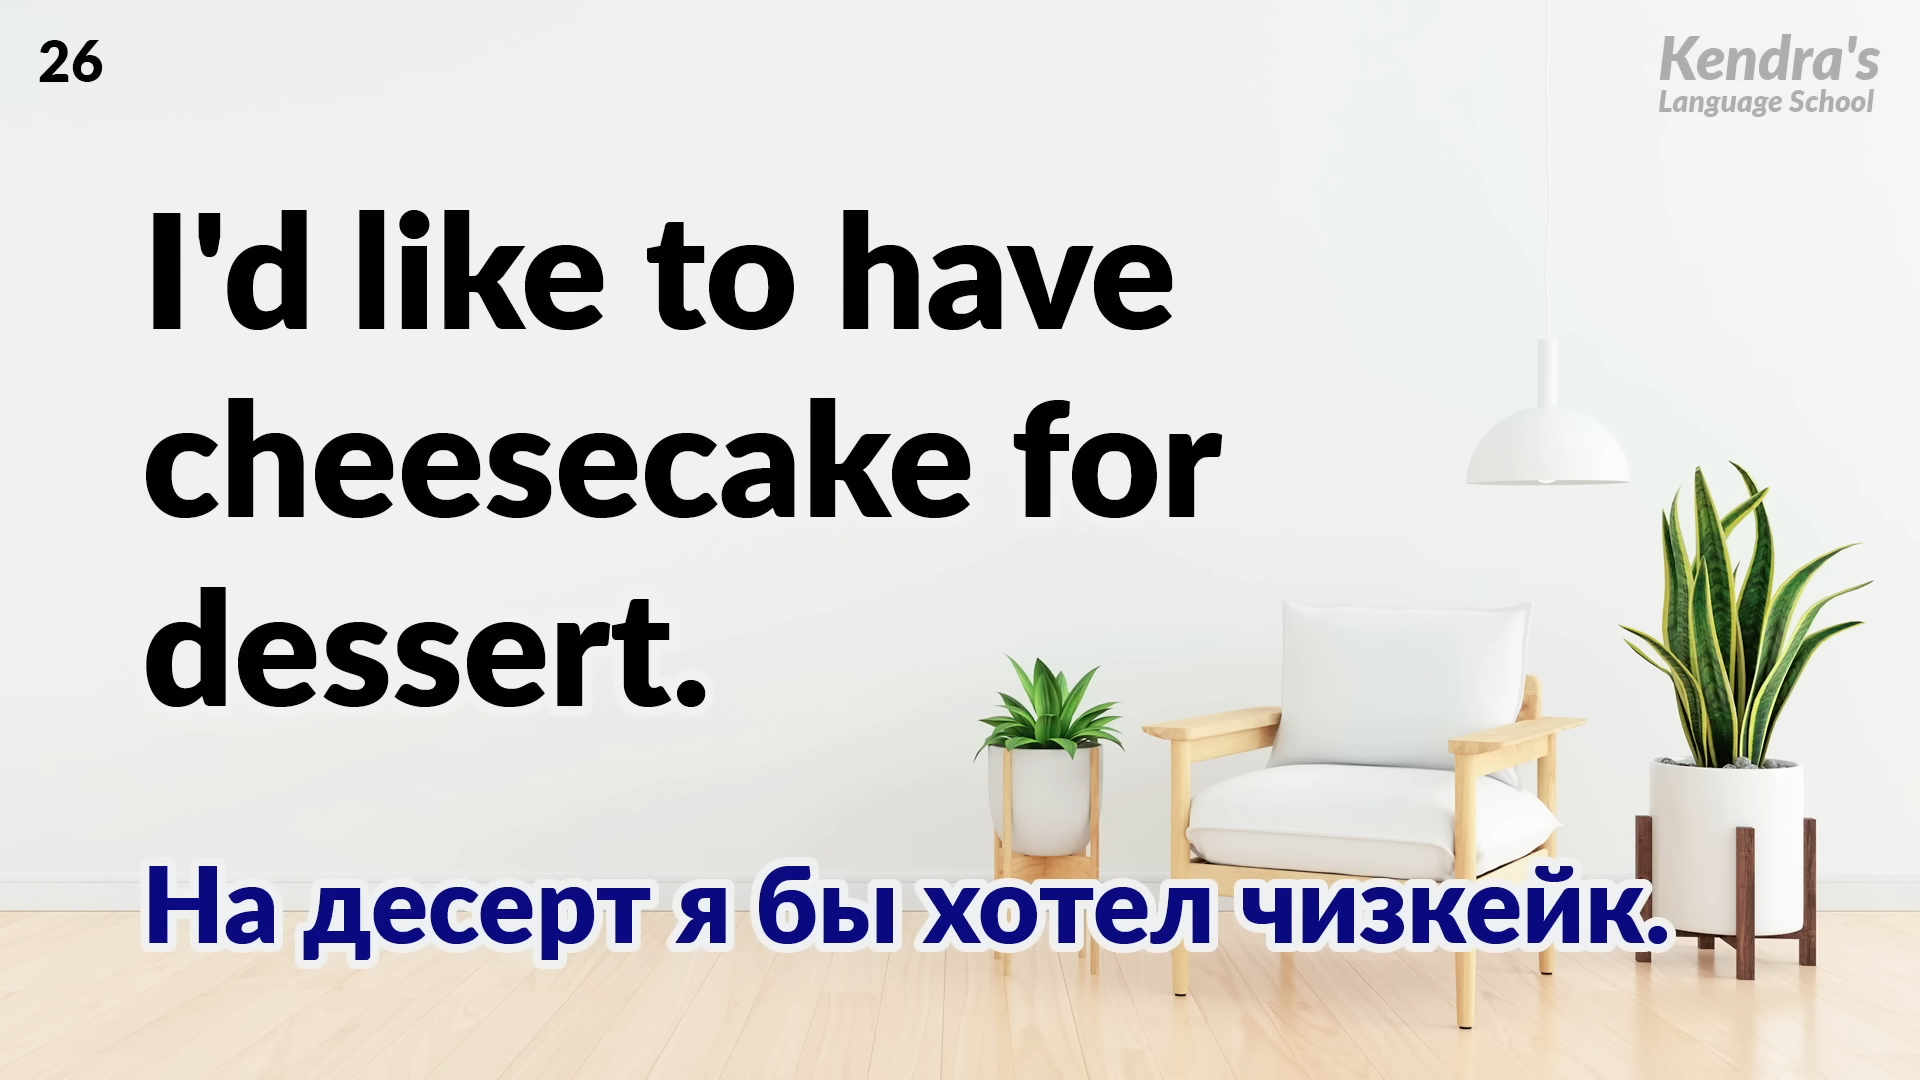 26
Kendra's
Language School
I'd like to have
cheesecake for
dessert.
На десерт я бы хотел чизкейк.